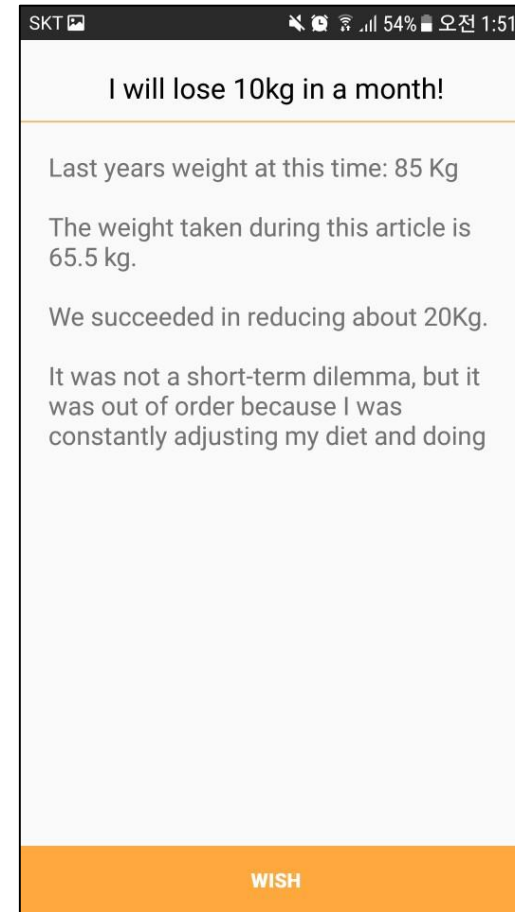 SKT 54% 오전 1:51
I will lose 10kg in a month!
Last years weight at this time: 85 Kg
The weight taken during this article is
65.5 kg.
We succeeded in reducing about 20Kg.
It was not a short-term dilemma, but it
was out of order because I was
constantly adjusting my diet and doing
WISH